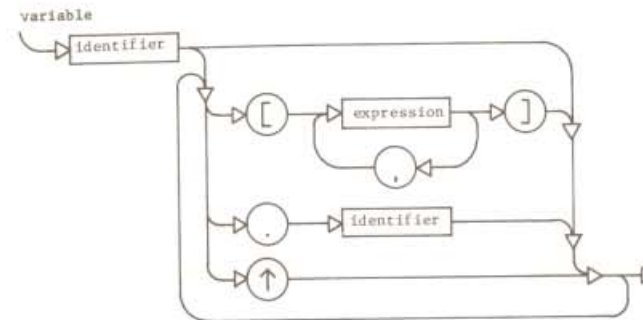 variable
identifier
[
expression
]
,
.
identifier
↑